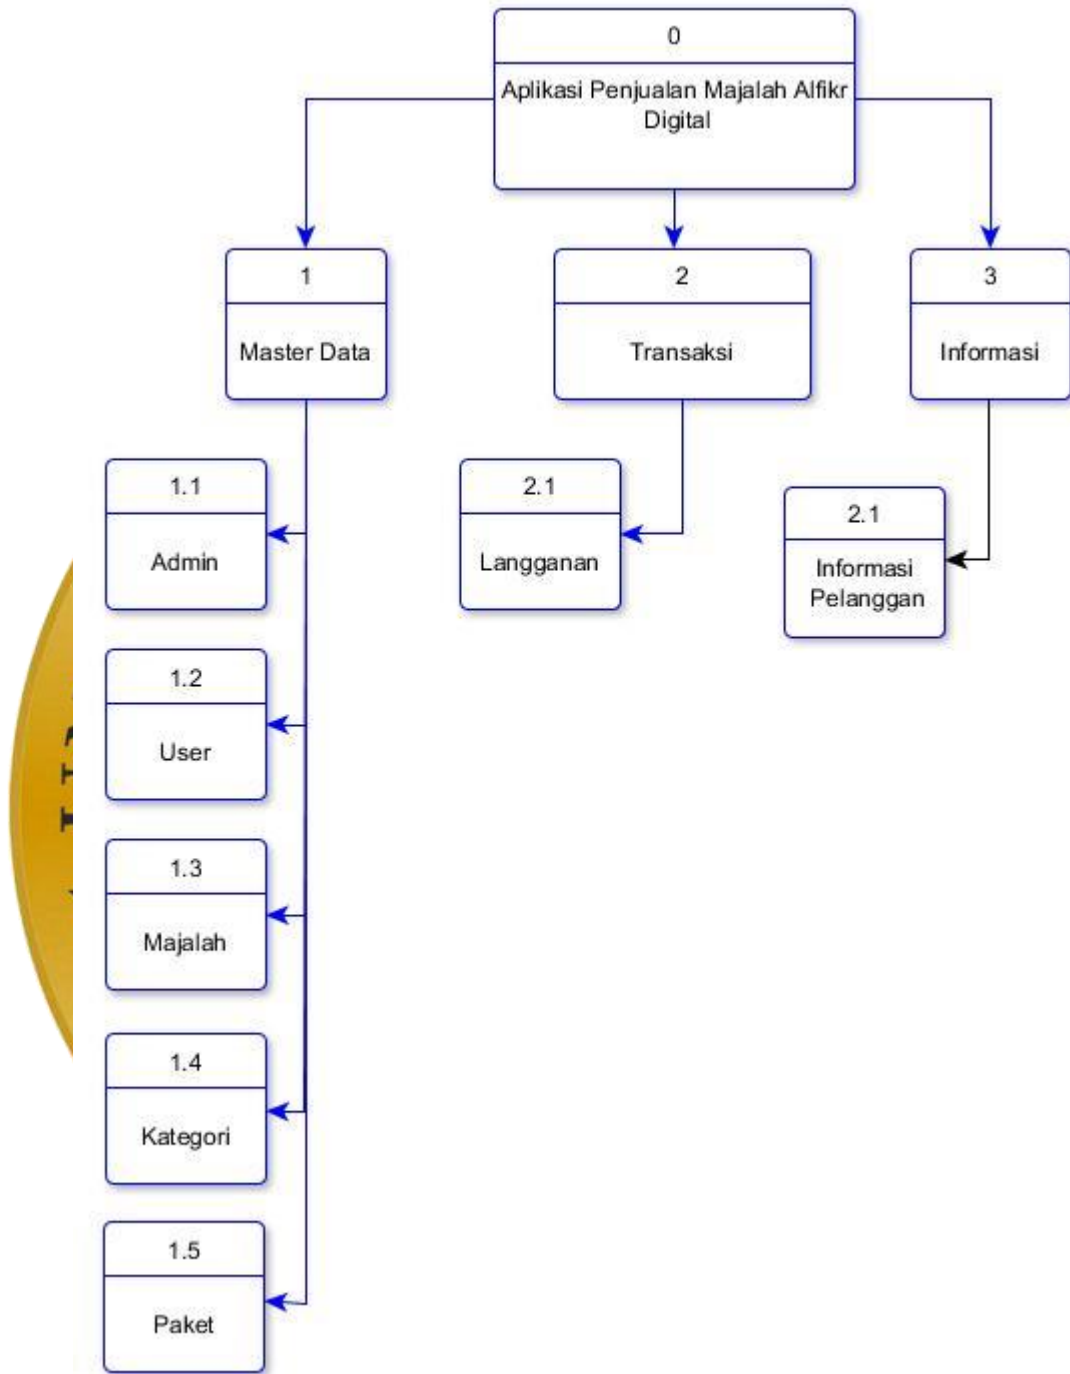 0
Aplikasi Penjualan Majalah Alfikr
Digital
1
Master Data
2
Transaksi
3
Informasi
1.1
Admin
2.1
Langganan
2.1
Informasi
Pelanggan
1.2
User
1.3
Majalah
1.4
Kategori
1.5
Paket